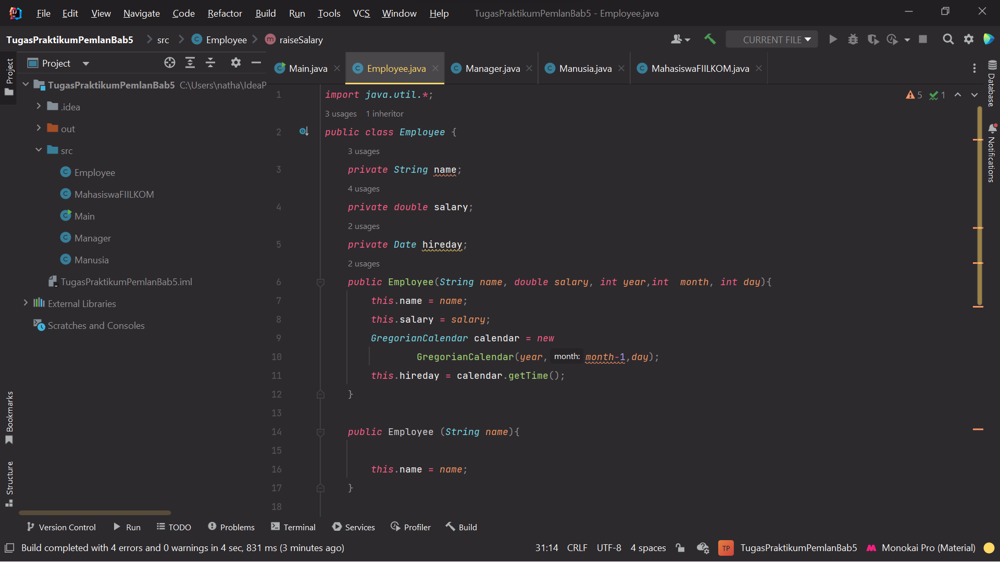 File Edit View Navigate Code Refactor Build Run Tools VCS Window Help TugasPraktikumPemlanBab5 - Employee.java
TugasPraktikumPemlanBab5 src Employee raiseSalary CURRENT FILE
Project
Project
Main.java Employee.java Manager.java Manusia.java MahasiswaFIILKOM.java
Database
Notifications
TugasPraktikumPemlanBab5 C:\Users\natha\IdeaP
.idea
out
src
Employee
MahasiswaFIILKOM
Main
Manager
Manusia
TugasPraktikumPemlanBab5.iml
External Libraries
Scratches and Consoles
Bookmarks
Structure
5 1
1 import java.util.*;
3 usages 1 inheritor
2 public class Employee {
3 usages
3 private String name;
4 usages
4 private double salary;
2 usages
5 private Date hireday;
2 usages
6 public Employee(String name, double salary, int year,int  month, int day){
7 this.name = name;
8 this.salary = salary;
9 GregorianCalendar calendar = new
10 GregorianCalendar(year, month: month-1,day);
11 this.hireday = calendar.getTime();
12 }
13
14 public Employee (String name){
15
16 this.name = name;
17 }
18
Version Control Run TODO Problems Terminal Services Profiler Build
Build completed with 4 errors and 0 warnings in 4 sec, 831 ms (3 minutes ago) 31:14 CRLF UTF-8 4 spaces TP TugasPraktikumPemlanBab5 Monokai Pro (Material)